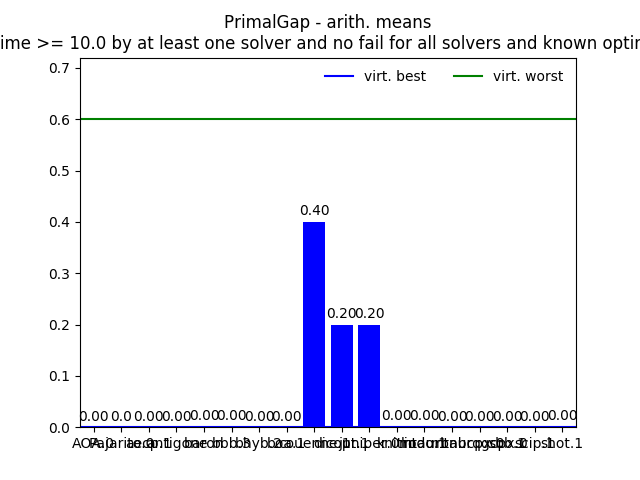 PrimalGap - arith. means
ime >= 10.0 by at least one solver and no fail for all solvers and known optim
virt. best virt. worst
0.7
0.6
0.5
0.4
0.3
0.2
0.1
0.0
0.40
0.20 0.20
0.00 0.0 0.00 0.00 0.00 0.00 0.00 0.00 0.00 0.00 0.00 0.00 0.00 0.00 0.00
shot.1